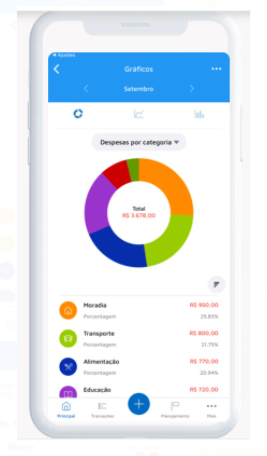 Ajustes
Gráficos
Setembro
Despesas por categoria
Total
R$ 3.678,00
Moradia R$ 950,00
Porcentagem 25,83%
Transporte R$ 800,00
Porcentagem 21,75%
Alimentação R$ 770,00
Porcentagem 20,94%
Educação R$ 720,00
Principal Transações Planejamento Mais